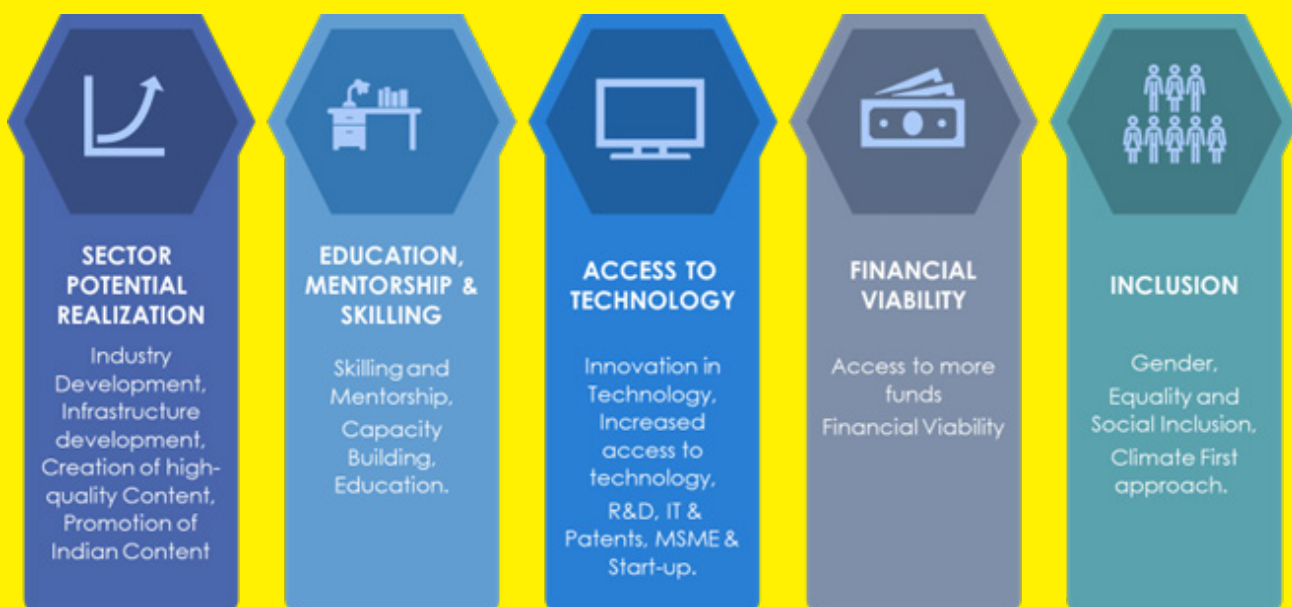 SECTOR
POTENTIAL
REALIZATION
Industry
Development,
Infrastructure
development,
Creation of high-
quality Content,
Promotion of
Indian Content
EDUCATION,
MENTORSHIP &
SKILLING
Skilling and
Mentorship,
Capacity
Building,
Education.
ACCESS TO
TECHNOLOGY
Innovation in
Technology,
Increased
access to
technology,
R&D, IT &
Patents, MSME &
Start-up.
FINANCIAL
VIABILITY
Access to more
funds
Financial Viability
INCLUSION
Gender,
Equality and
Social Inclusion,
Climate First
approach.